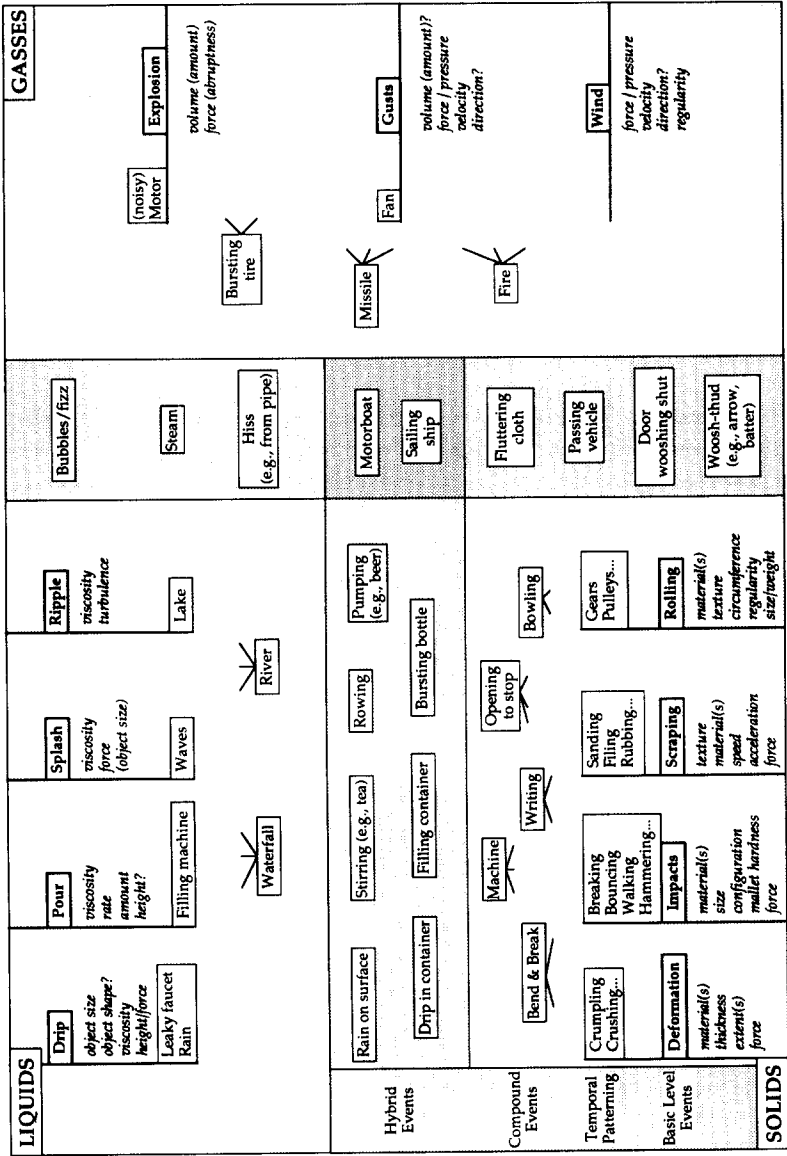 LIQUIDS
Drip
object size
object shape?
viscosity
height/force
Leaky faucet
Rain
Pour
viscosity
rate
amount
height?
Filling machine
Splash
viscosity
force
(object size)
Waves
Ripple
viscosity
turbulence
Lake
Waterfall
River
Bubbles/fizz
Steam
Hiss
(e.g., from pipe)
GASSES
(noisy)
Motor
Explosion
volume (amount)
force (abruptness)
Bursting
tire
Missile
Fan
Gusts
volume (amount)?
force / pressure
velocity
direction?
Fire
Wind
force / pressure
velocity
direction?
regularity
Hybrid
Events
Rain on surface
Stirring (e.g., tea)
Rowing
Pumping
(e.g., beer)
Drip in container
Filling container
Bursting bottle
Motorboat
Sailing
ship
Compound
Events
Bend & Break
Machine
Writing
Opening
to stop
Bowling
Fluttering
cloth
Passing
vehicle
Door
wooshing shut
Woosh-thud
(e.g., arrow,
batter)
Temporal
Patterning
Crumpling
Crushing...
Breaking
Bouncing
Walking
Hammering...
Sanding
Filing
Rubbing...
Gears
Pulleys...
Basic Level
Events
Deformation
material(s)
thickness
extent(s)
force
Impacts
material(s)
size
configuration
mallet hardness
force
Scraping
texture
material(s)
speed
acceleration
force
Rolling
material(s)
texture
circumference
regularity
size/weight
SOLIDS